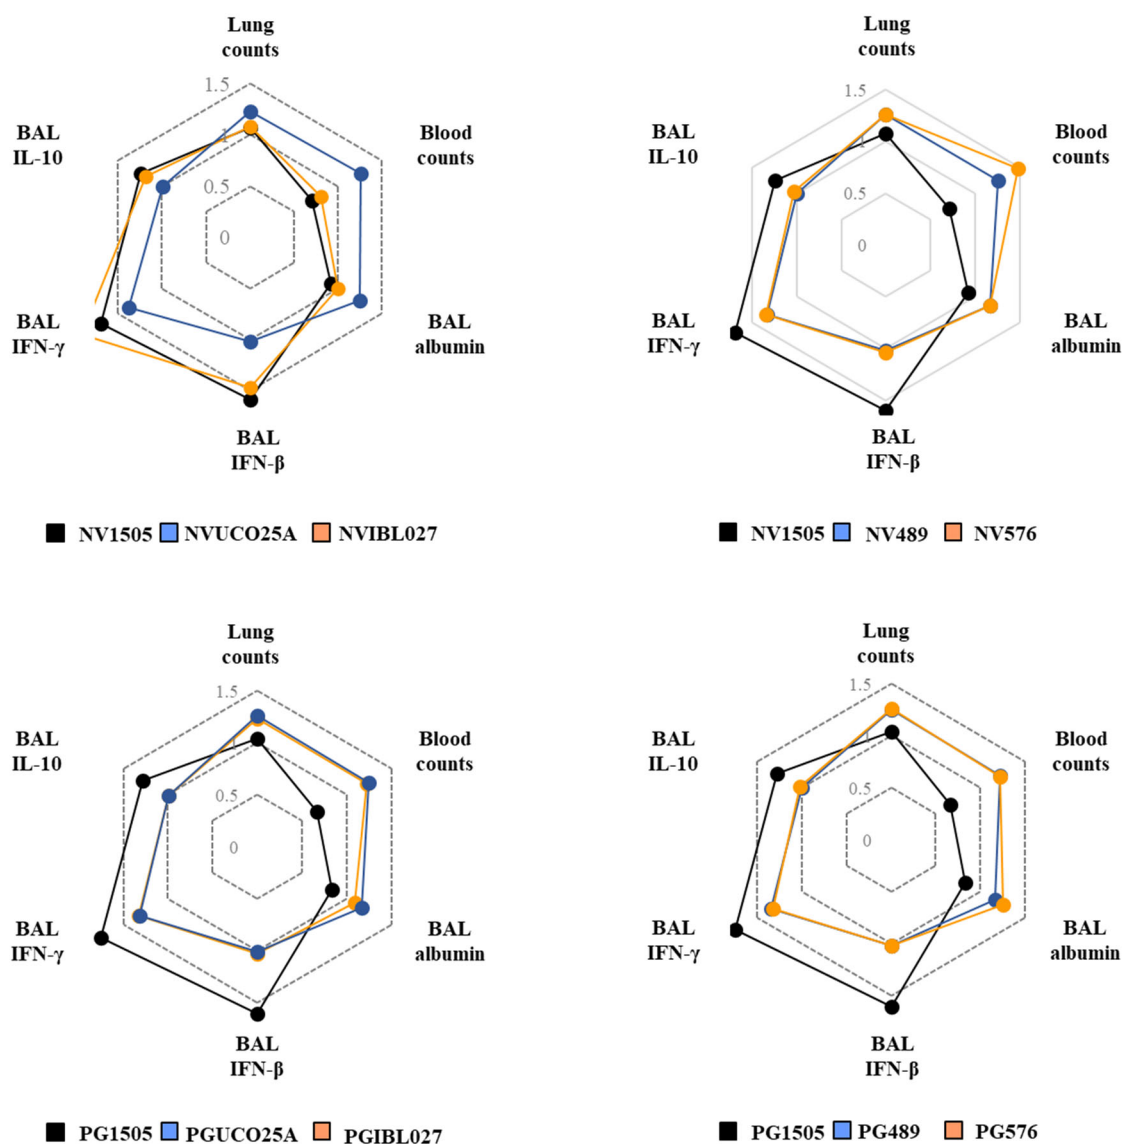 Lung
counts
1.5
BAL
IL-10
Blood
counts
1
0.5
0
BAL
IFN-γ
BAL
albumin
BAL
IFN-β
NV1505 NVUCO25A NVIBL027
Lung
counts
1.5
BAL
IL-10
Blood
counts
1
0.5
0
BAL
IFN-γ
BAL
albumin
BAL
IFN-β
NV1505 NV489 NV576
Lung
counts
1.5
BAL
IL-10
Blood
counts
1
0.5
0
BAL
IFN-γ
BAL
albumin
BAL
IFN-β
PG1505 PGUCO25A PGIBL027
Lung
counts
1.5
BAL
IL-10
Blood
counts
1
0.5
0
BAL
IFN-γ
BAL
albumin
BAL
IFN-β
PG1505 PG489 PG576